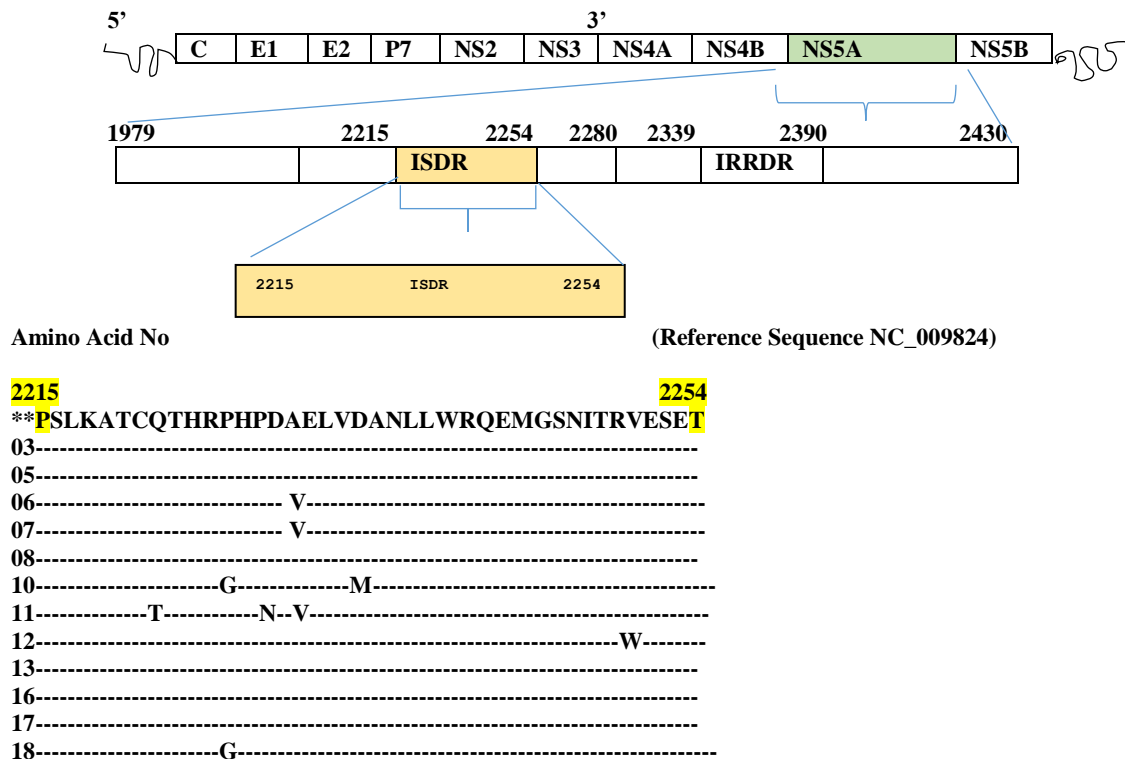 5’ 3’
C E1 E2 P7 NS2 NS3 NS4A NS4B NS5A NS5B
1979 2215 2254 2280 2339 2390 2430
ISDR IRRDR
2215 ISDR 2254
Amino Acid No (Reference Sequence NC_009824)
2215 2254
**PSLKATCQTHRPHPDAELVDANLLWRQEMGSNITRVESET
03-----------------------------------------------------------------------------------
05-----------------------------------------------------------------------------------
06------------------------------- V--------------------------------------------------
07------------------------------- V--------------------------------------------------
08-----------------------------------------------------------------------------------
10-----------------------G--------------M-------------------------------------------
11--------------T------------N--V--------------------------------------------------
12-------------------------------------------------------------------------W--------
13-----------------------------------------------------------------------------------
16-----------------------------------------------------------------------------------
17-----------------------------------------------------------------------------------
18-----------------------G------------------------------------------------------------